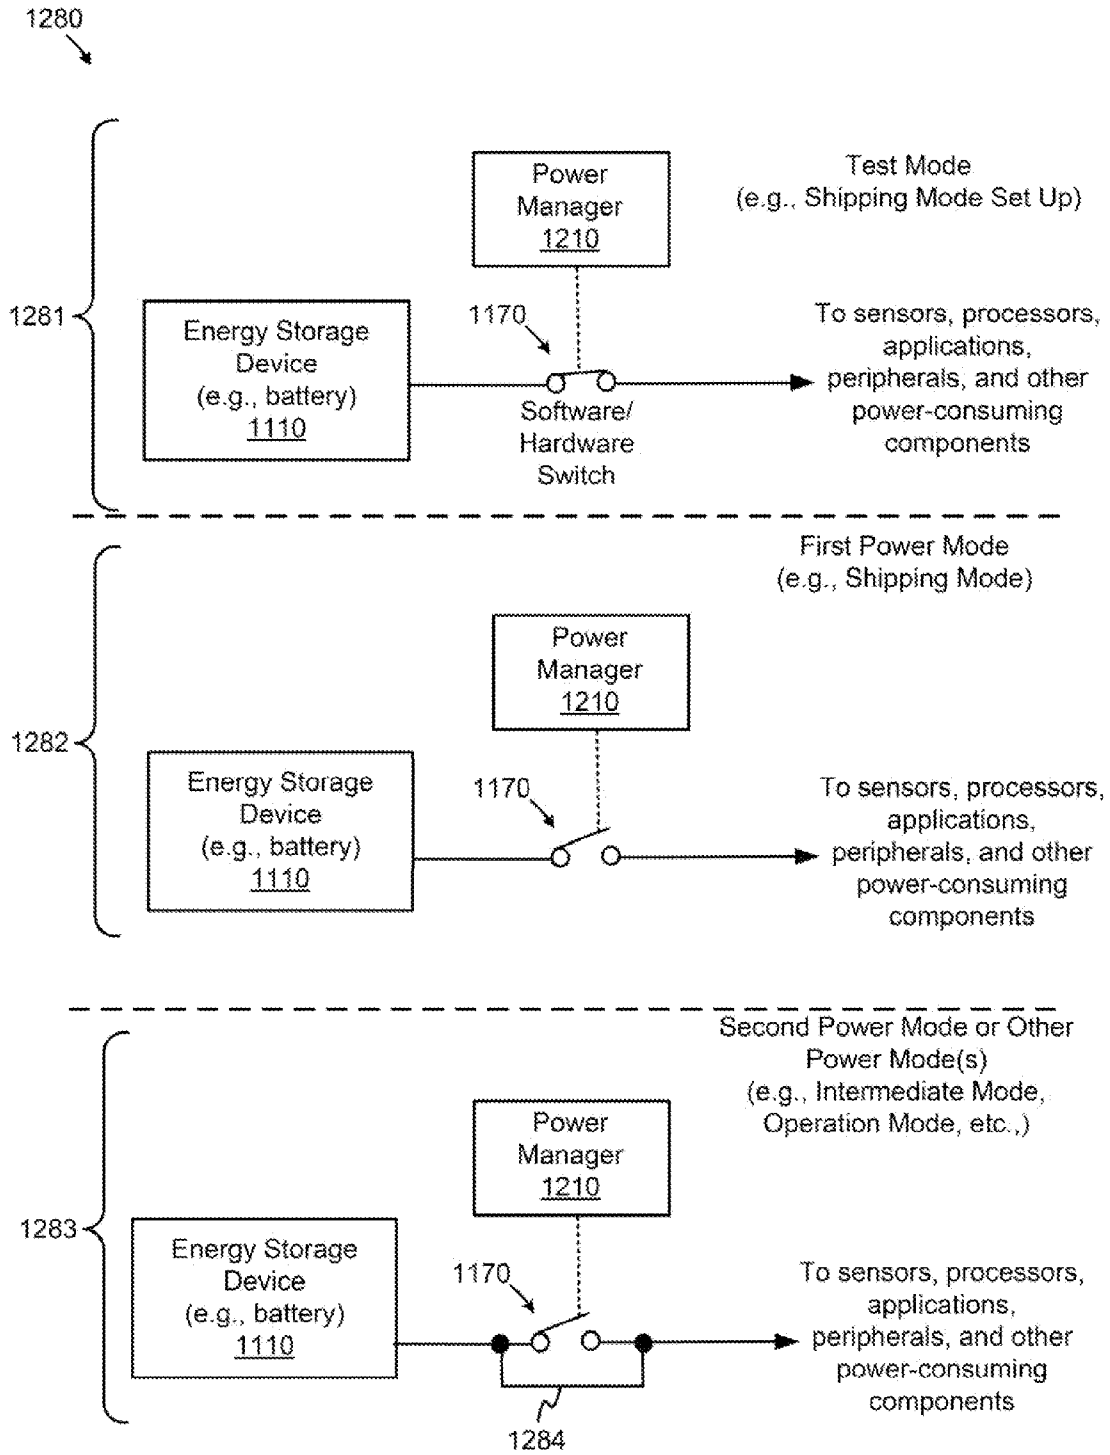 1280
Power
Manager
1210
Test Mode
(e.g., Shipping Mode Set Up)
1281
Energy Storage
Device
(e.g., battery)
1110
1170
Software/
Hardware
Switch
To sensors, processors,
applications,
peripherals, and other
power-consuming
components
First Power Mode
(e.g., Shipping Mode)
Power
Manager
1210
1282
Energy Storage
Device
(e.g., battery)
1110
1170
To sensors, processors,
applications,
peripherals, and other
power-consuming
components
Second Power Mode or Other
Power Mode(s)
(e.g., Intermediate Mode,
Operation Mode, etc.,)
Power
Manager
1210
1283
Energy Storage
Device
(e.g., battery)
1110
1170
To sensors, processors,
applications,
peripherals, and other
power-consuming
components
1284